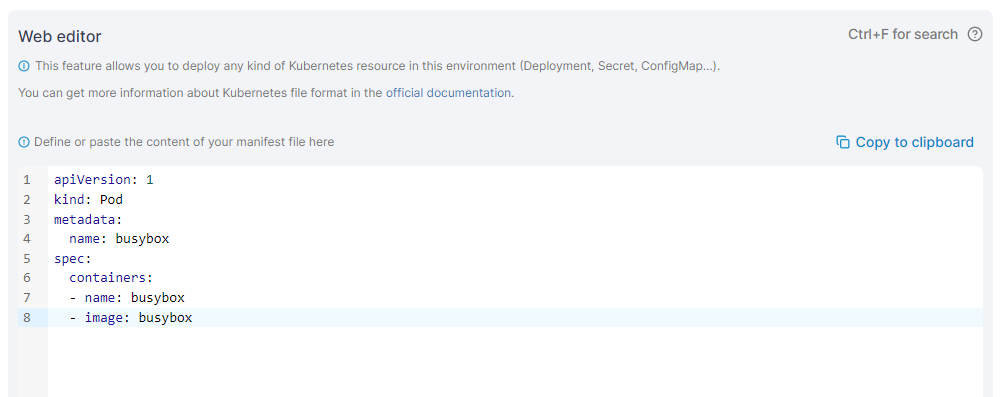 Web editor
Ctrl+F for search
This feature allows you to deploy any kind of Kubernetes resource in this environment (Deployment, Secret, ConfigMap...).
You can get more information about Kubernetes file format in the official documentation.
Define or paste the content of your manifest file here
Copy to clipboard
1 apiVersion: 1
2 kind: Pod
3 metadata:
4   name: busybox
5 spec:
6   containers:
7   - name: busybox
8   - image: busybox